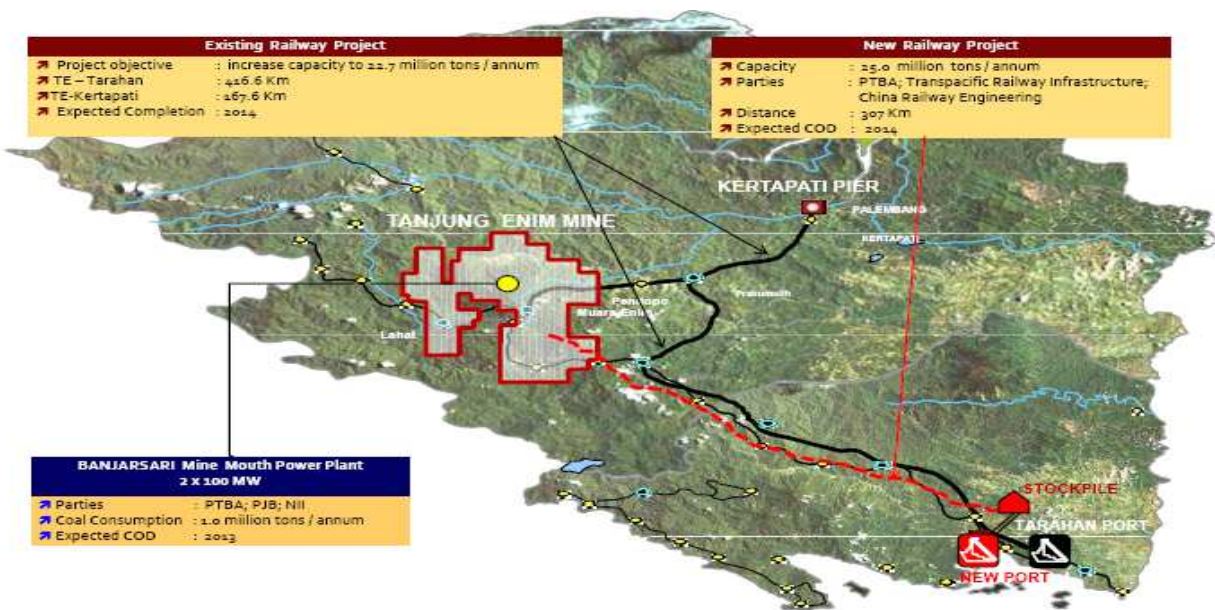 Existing Railway Project
Project objective : increase capacity to 22.7 million tons / annum
TE – Tarahan : 416.6 Km
TE-Kertapati : 167.6 Km
Expected Completion : 2014
New Railway Project
Capacity : 25.0 million tons / annum
Parties : PTBA; Transpacific Railway Infrastructure;
China Railway Engineering
Distance : 307 Km
Expected COD : 2014
KERTAPATI PIER
PALEMBANG
KERTAPATI
TANJUNG ENIM MINE
Prabumulih
Pendopo
Muara Enim
Lahat
BANJARSARI Mine Mouth Power Plant
2 x 100 MW
Parties : PTBA; PJB; NII
Coal Consumption : 1.0 million tons / annum
Expected COD : 2013
STOCKPILE
TARAHAN PORT
NEW PORT